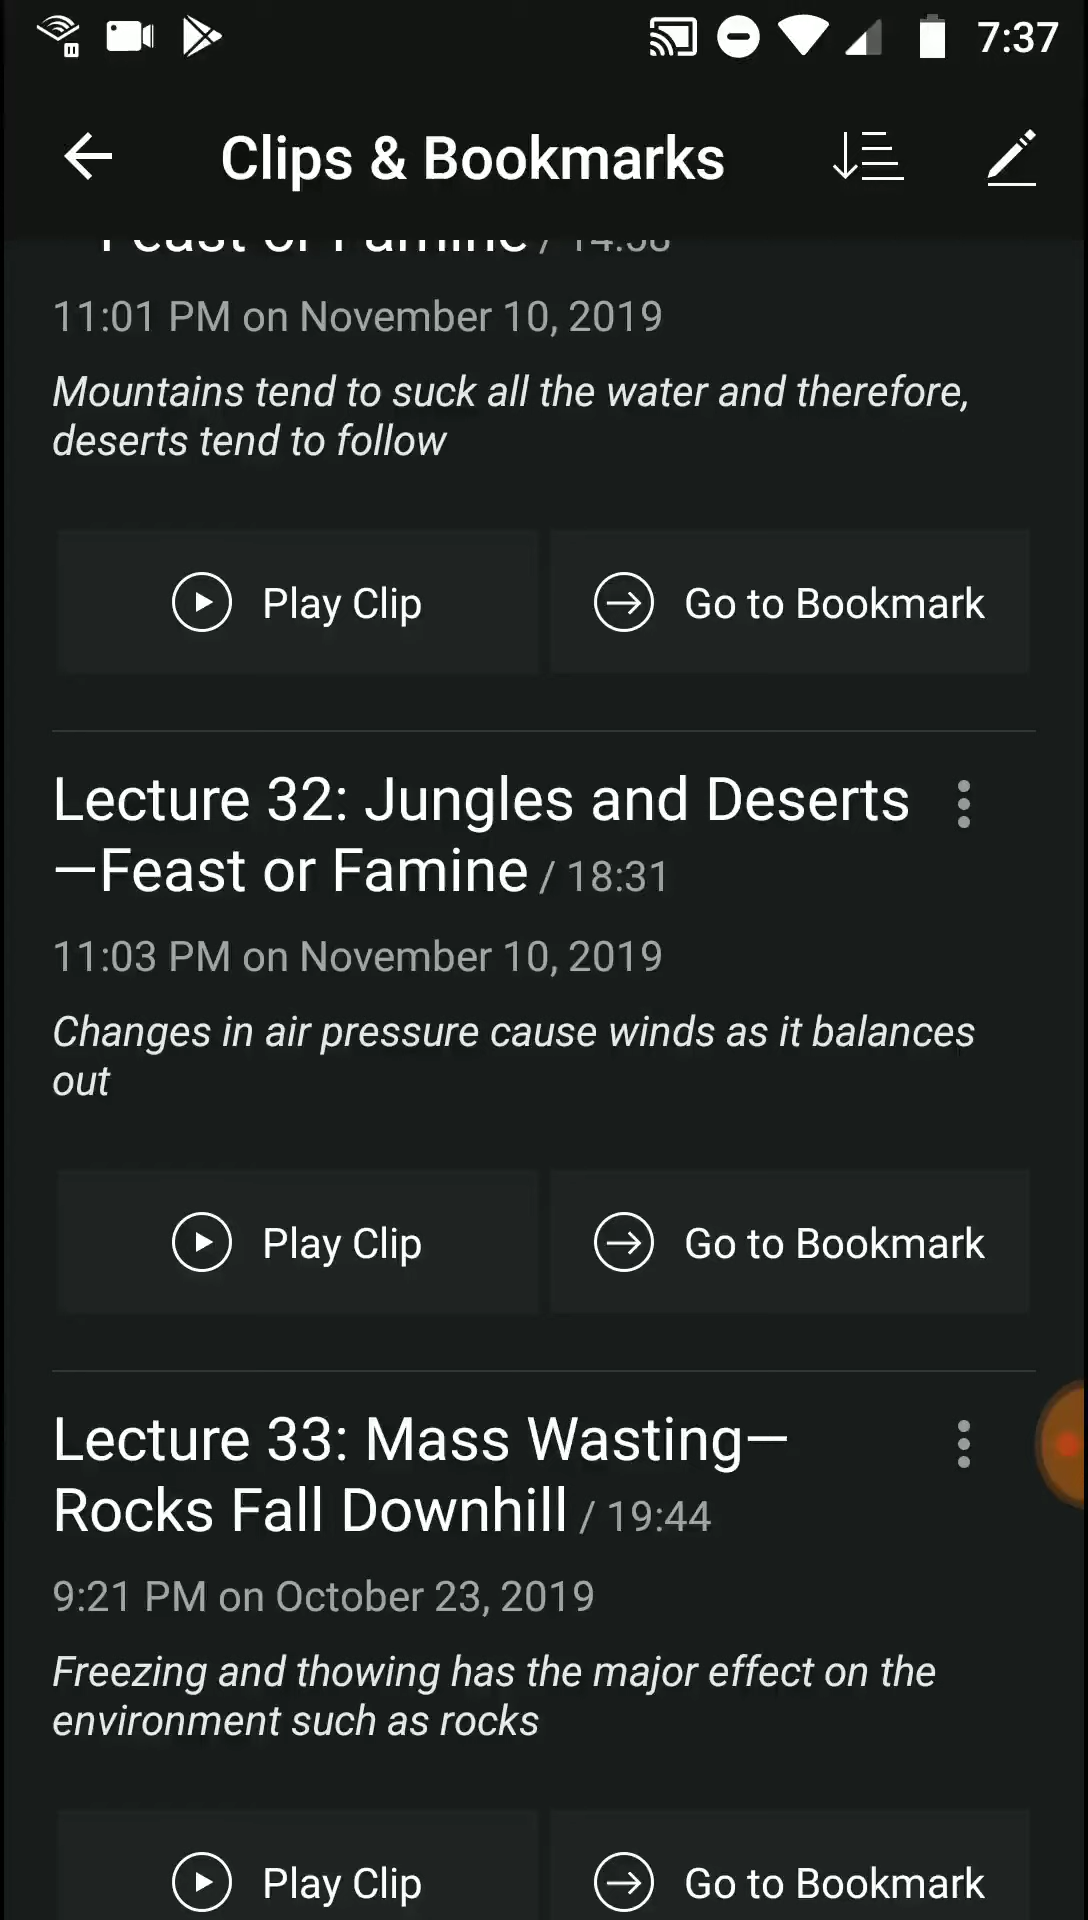 7:37
Clips & Bookmarks
Feast or Famine / 14:38
11:01 PM on November 10, 2019
Mountains tend to suck all the water and therefore,
deserts tend to follow
Play Clip Go to Bookmark
Lecture 32: Jungles and Deserts
—Feast or Famine / 18:31
11:03 PM on November 10, 2019
Changes in air pressure cause winds as it balances
out
Play Clip Go to Bookmark
Lecture 33: Mass Wasting—
Rocks Fall Downhill / 19:44
9:21 PM on October 23, 2019
Freezing and thowing has the major effect on the
environment such as rocks
Play Clip Go to Bookmark